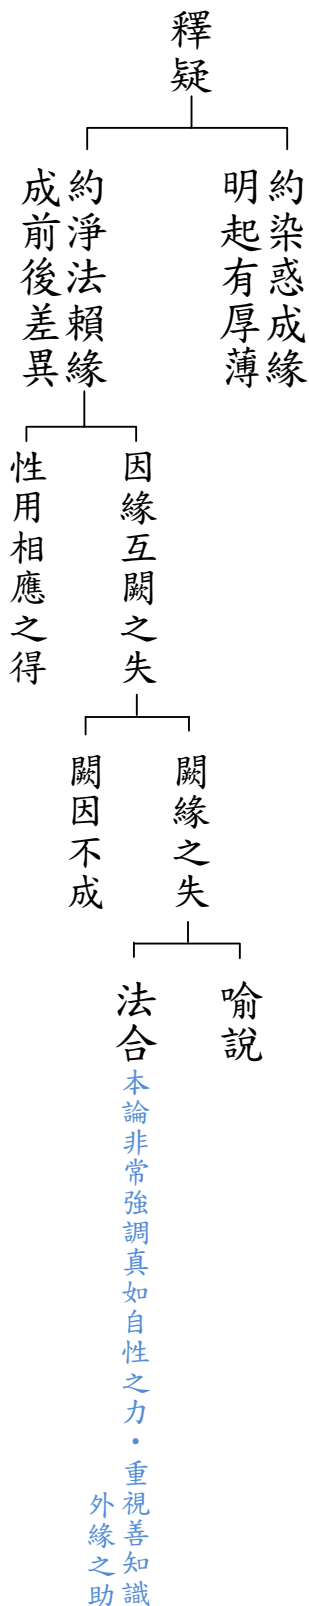 釋疑
約染惑成緣
明起有厚薄
約淨法賴緣
成前後差異
因緣互闕之失
性用相應之得
闕緣之失
闕因不成
喻說
法合
本論非常強調真如自性之力・重視善知識
外緣之助